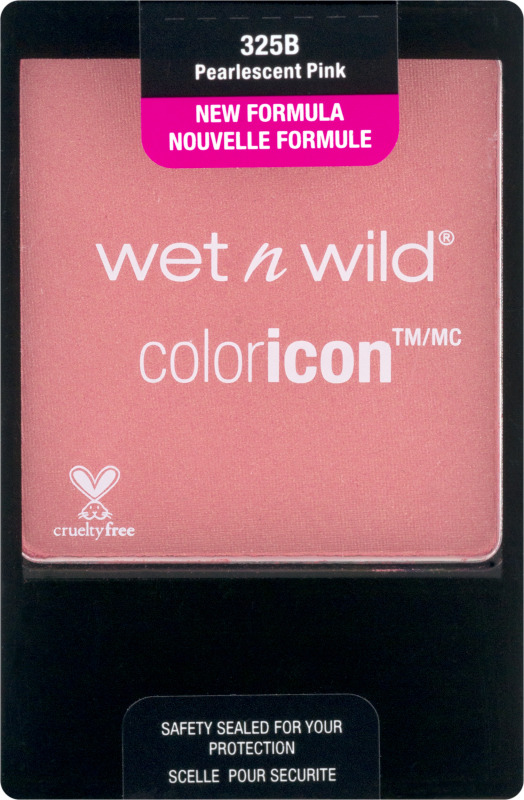 325B
Pearlescent Pink
NEW FORMULA
NOUVELLE FORMULE
wet n wild®
coloricon™/MC
crueltyfree
SAFETY SEALED FOR YOUR
PROTECTION
SCELLE POUR SECURITE